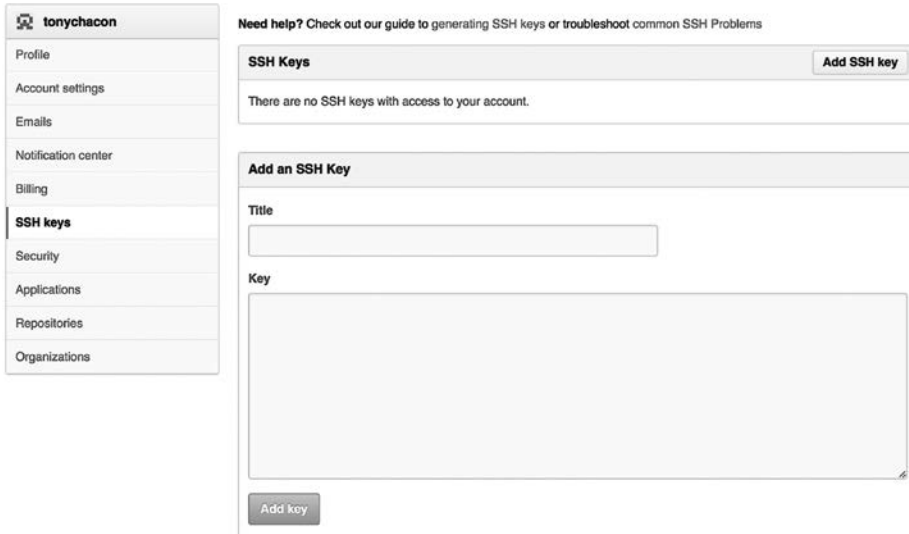 tonychacon
Profile
Account settings
Emails
Notification center
Billing
SSH keys
Security
Applications
Repositories
Organizations
Need help? Check out our guide to generating SSH keys or troubleshoot common SSH Problems
SSH Keys
Add SSH key
There are no SSH keys with access to your account.
Add an SSH Key
Title
Key
Add key